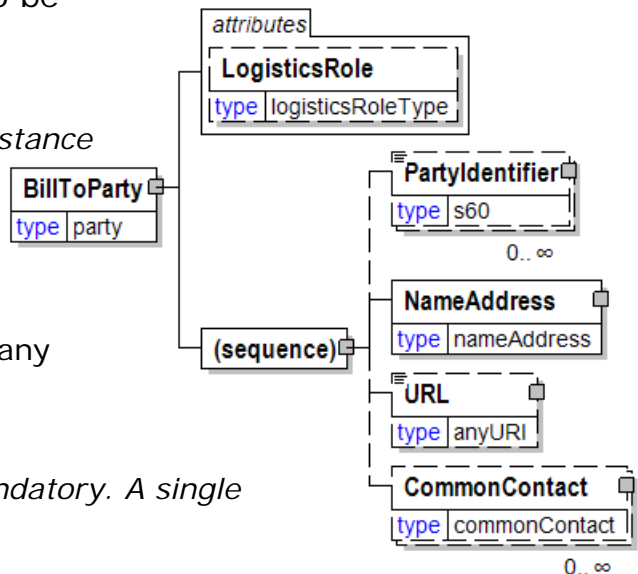 o be
attributes
LogisticsRole
type logisticsRoleType
stance
BillToParty
type party
PartyIdentifier
type s60
0.. ∞
NameAddress
type nameAddress
any
(sequence)
URL
type anyURI
ndatory. A single
CommonContact
type commonContact
0.. ∞